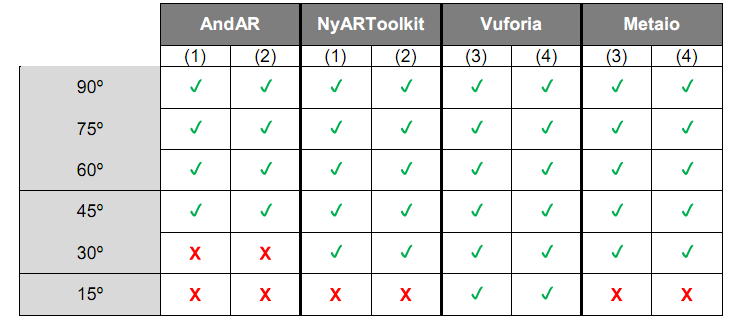 AndAR NyARToolkit Vuforia Metaio
(1) (2) (1) (2) (3) (4) (3) (4)
90º ✓ ✓ ✓ ✓ ✓ ✓ ✓ ✓
75º ✓ ✓ ✓ ✓ ✓ ✓ ✓ ✓
60º ✓ ✓ ✓ ✓ ✓ ✓ ✓ ✓
45º ✓ ✓ ✓ ✓ ✓ ✓ ✓ ✓
30º X X ✓ ✓ ✓ ✓ ✓ ✓
15º X X X X ✓ ✓ X X